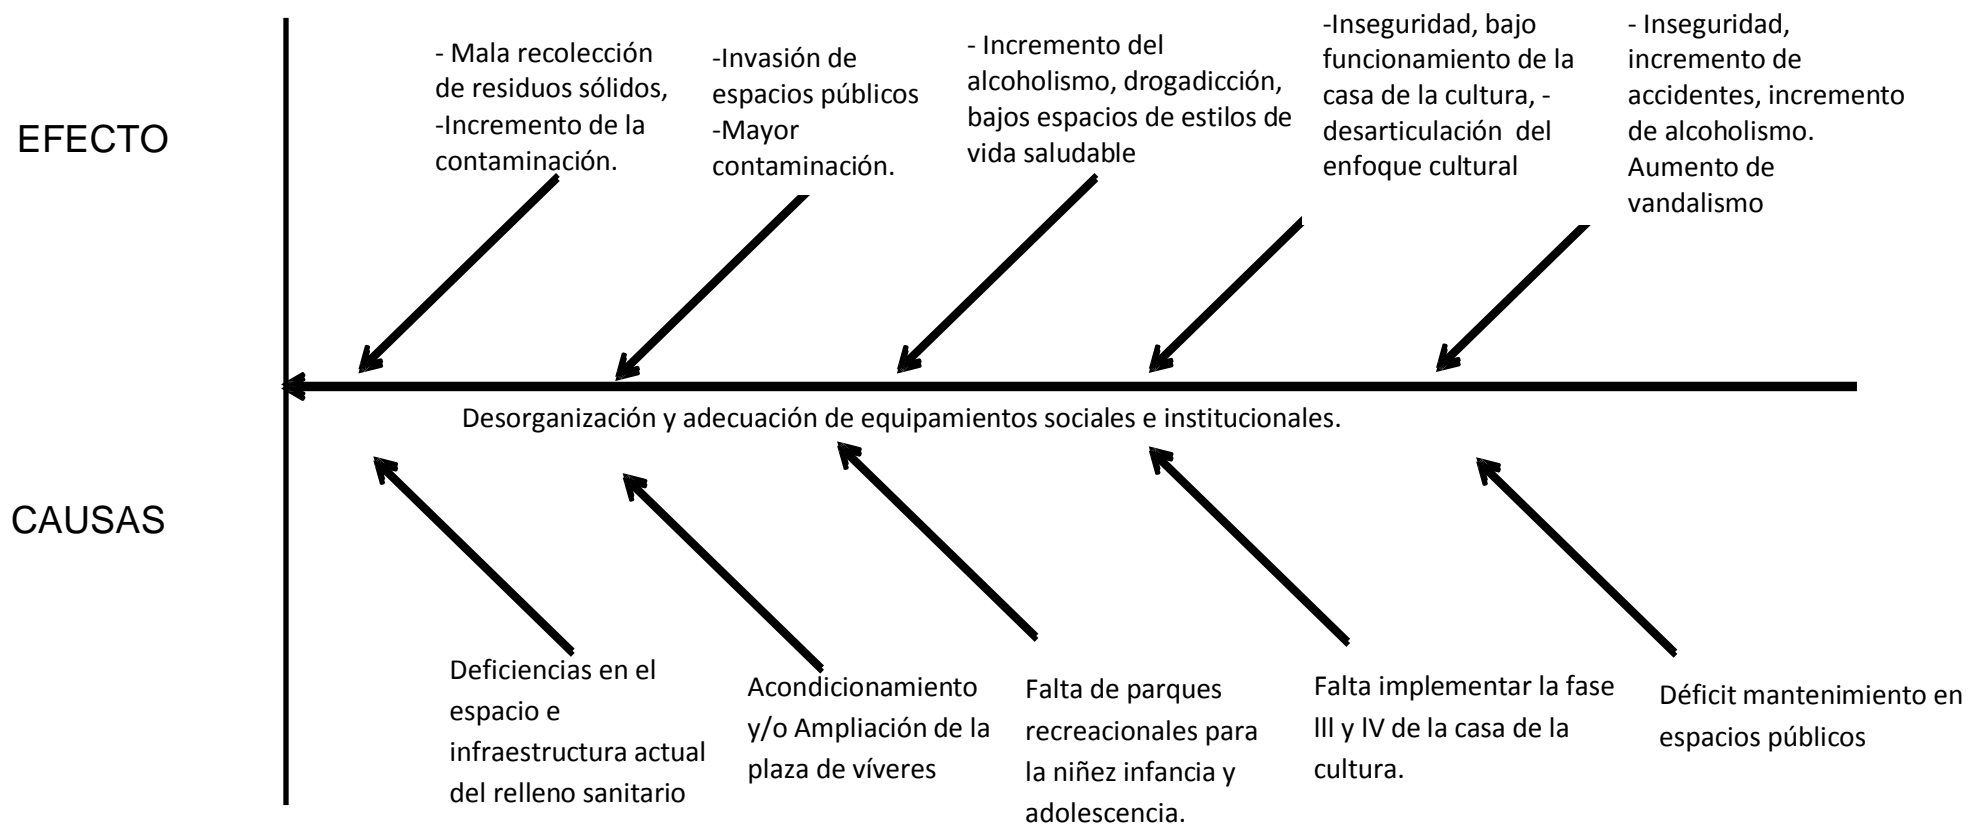 EFECTO
- Mala recolección
de residuos sólidos,
-Incremento de la
contaminación.
-Invasión de
espacios públicos
-Mayor
contaminación.
- Incremento del
alcoholismo, drogadicción,
bajos espacios de estilos de
vida saludable
-Inseguridad, bajo
funcionamiento de la
casa de la cultura, -
desarticulación  del
enfoque cultural
- Inseguridad,
incremento de
accidentes, incremento
de alcoholismo.
Aumento de
vandalismo
Desorganización y adecuación de equipamientos sociales e institucionales.
CAUSAS
Deficiencias en el
espacio e
infraestructura actual
del relleno sanitario
Acondicionamiento
y/o Ampliación de la
plaza de víveres
Falta de parques
recreacionales para
la niñez infancia y
adolescencia.
Falta implementar la fase
lll y lV de la casa de la
cultura.
Déficit mantenimiento en
espacios públicos